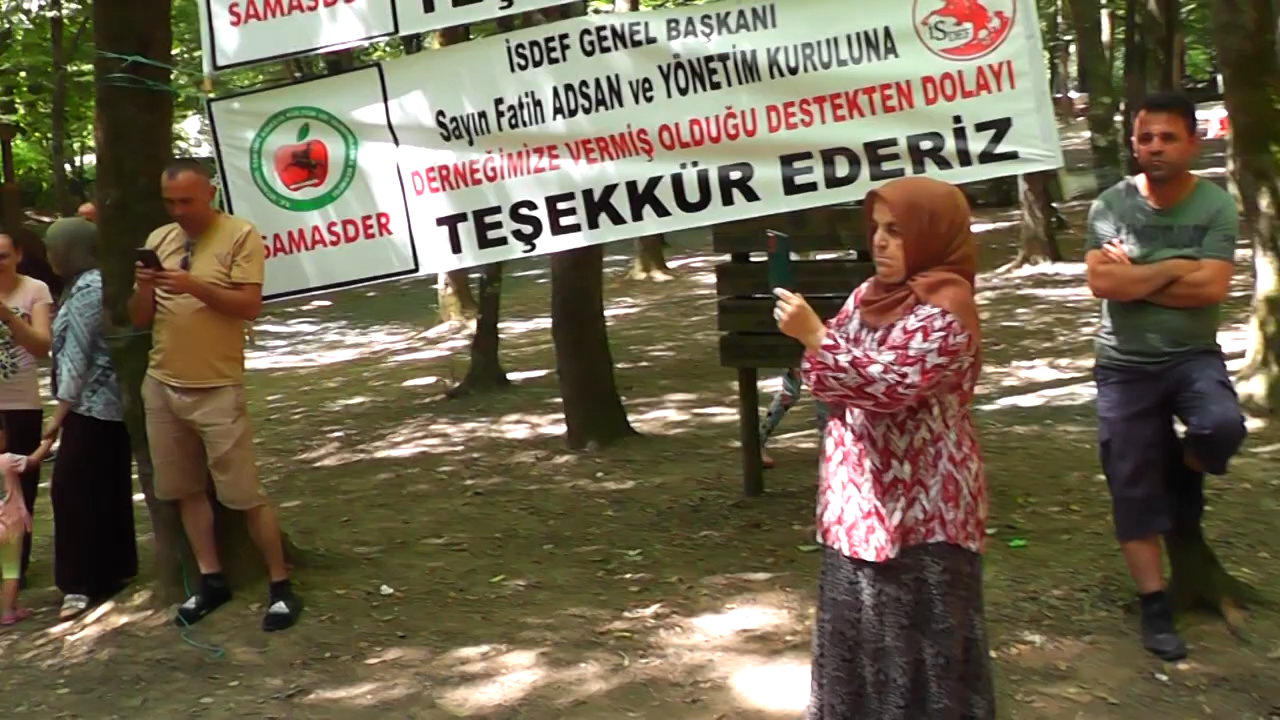 SAMASDER
İSDEF GENEL BAŞKANI
Sayın Fatih ADSAN ve YÖNETİM KURULUNA
DERNEĞİMİZE VERMİŞ OLDUĞU DESTEKTEN DOLAYI
TEŞEKKÜR EDERİZ
SAMASDER